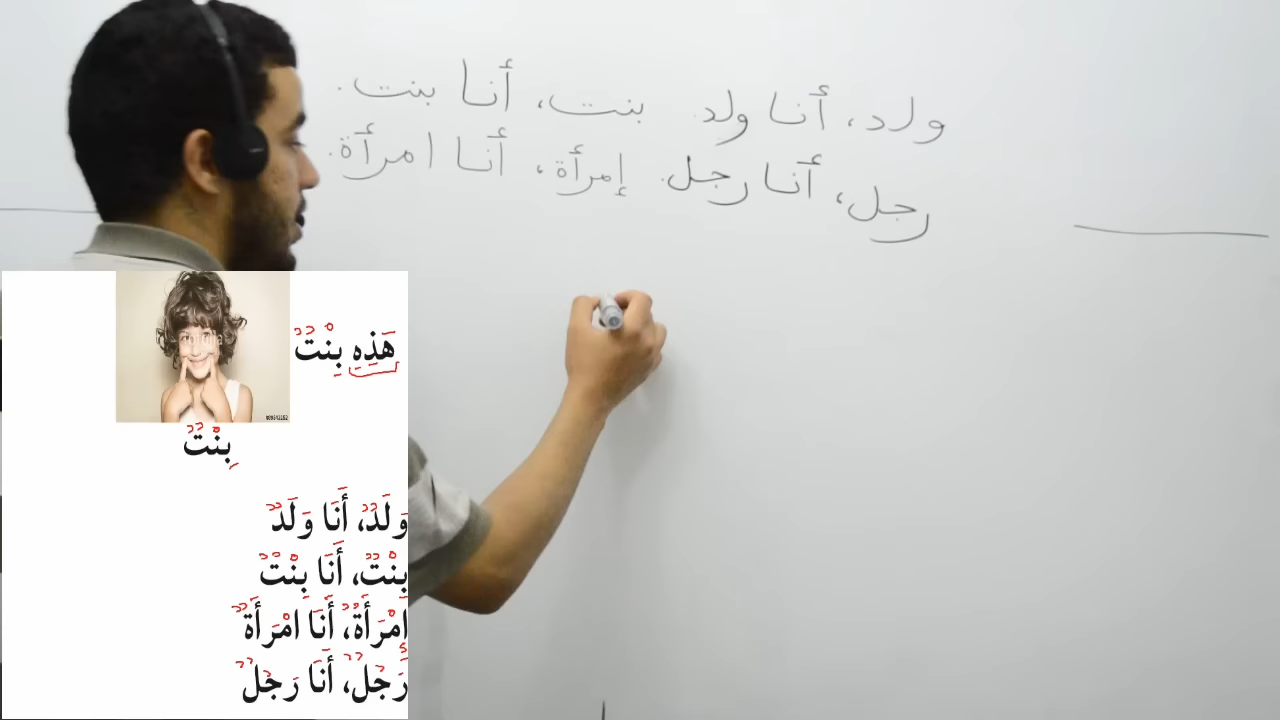 ولد، أنا ولد. بنت، أنا بنت.
رجل، أنا رجل. إمرأة، أنا امرأة.
هَذِهِ بِنْتٌ
بِنْتٌ
وَلَدٌ، أَنَا وَلَدٌ
بِنْتٌ، أَنَا بِنْتٌ
اِمْرَأَةٌ، أَنَا امْرَأَةٌ
رَجُلٌ، أَنَا رَجُلٌ